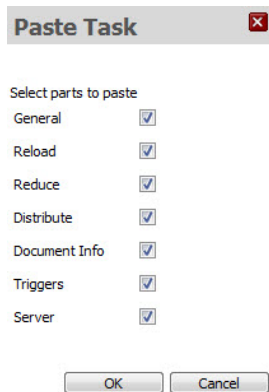 Paste Task
Select parts to paste
General
Reload
Reduce
Distribute
Document Info
Triggers
Server
OK Cancel